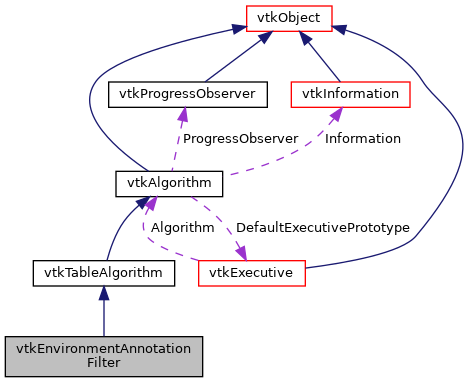 vtkObject
vtkProgressObserver
vtkInformation
ProgressObserver
Information
vtkAlgorithm
Algorithm
DefaultExecutivePrototype
vtkTableAlgorithm
vtkExecutive
vtkEnvironmentAnnotation
Filter